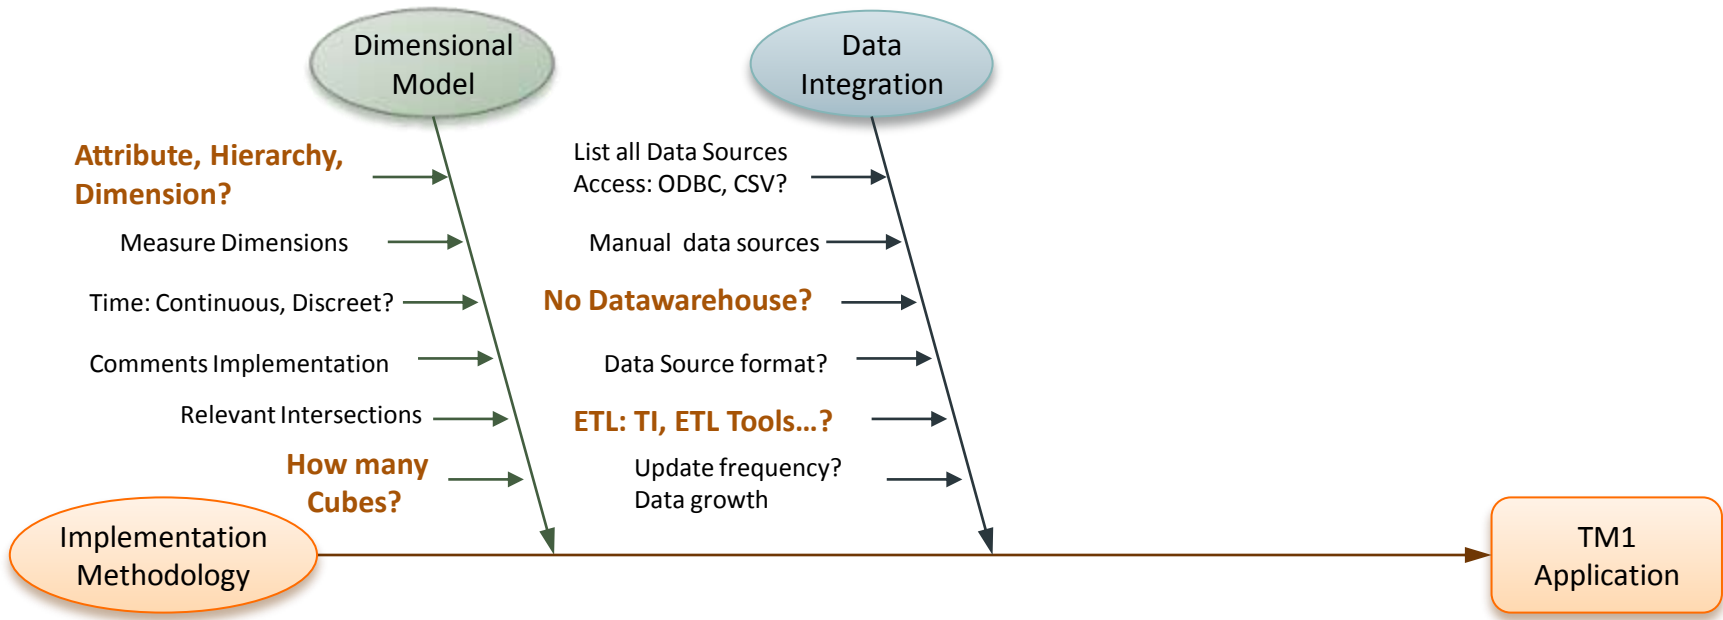 Dimensional
Model
Attribute, Hierarchy,
Dimension?
Measure Dimensions
Time: Continuous, Discreet?
Comments Implementation
Relevant Intersections
How many
Cubes?
Data
Integration
List all Data Sources
Access: ODBC, CSV?
Manual  data sources
No Datawarehouse?
Data Source format?
ETL: TI, ETL Tools...?
Update frequency?
Data growth
Implementation
Methodology
TM1
Application